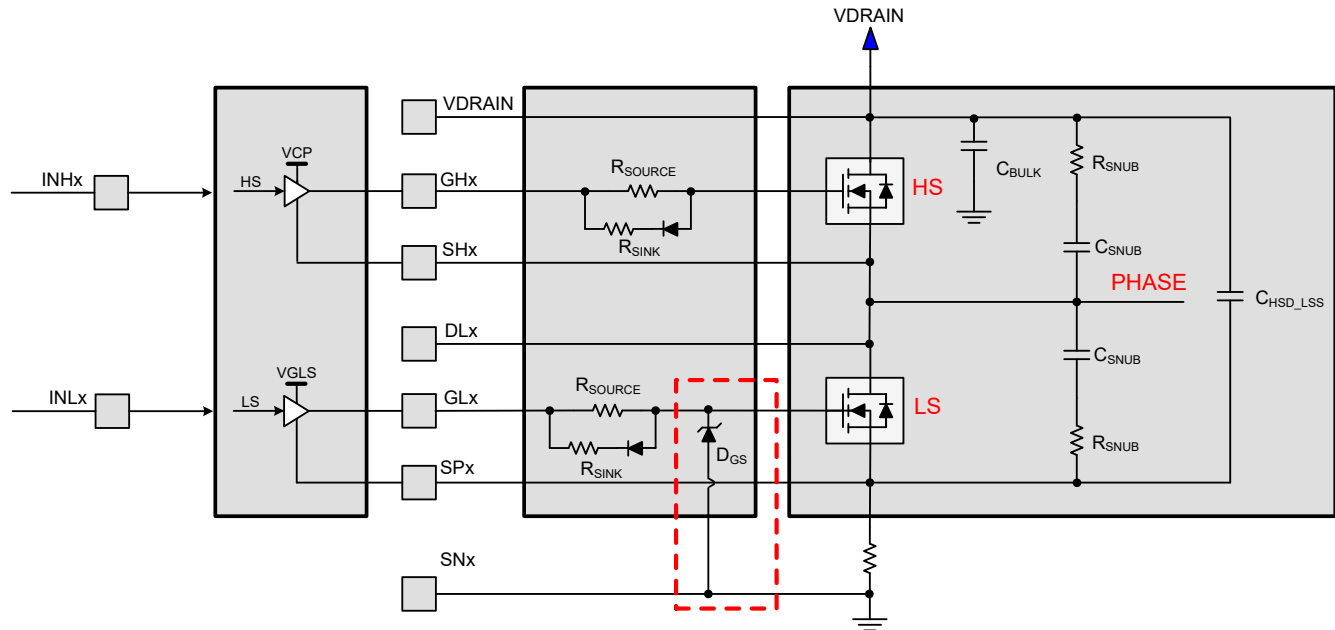 VDRAIN
VDRAIN
INHx
VCP
HS
GHx
RSOURCE
RSINK
HS
CBULK
RSNUB
SHx
CSNUB
PHASE
CHSD_LSS
DLx
CSNUB
INLx
VGLS
LS
GLx
RSOURCE
RSINK
DGS
LS
RSNUB
SPx
SNx